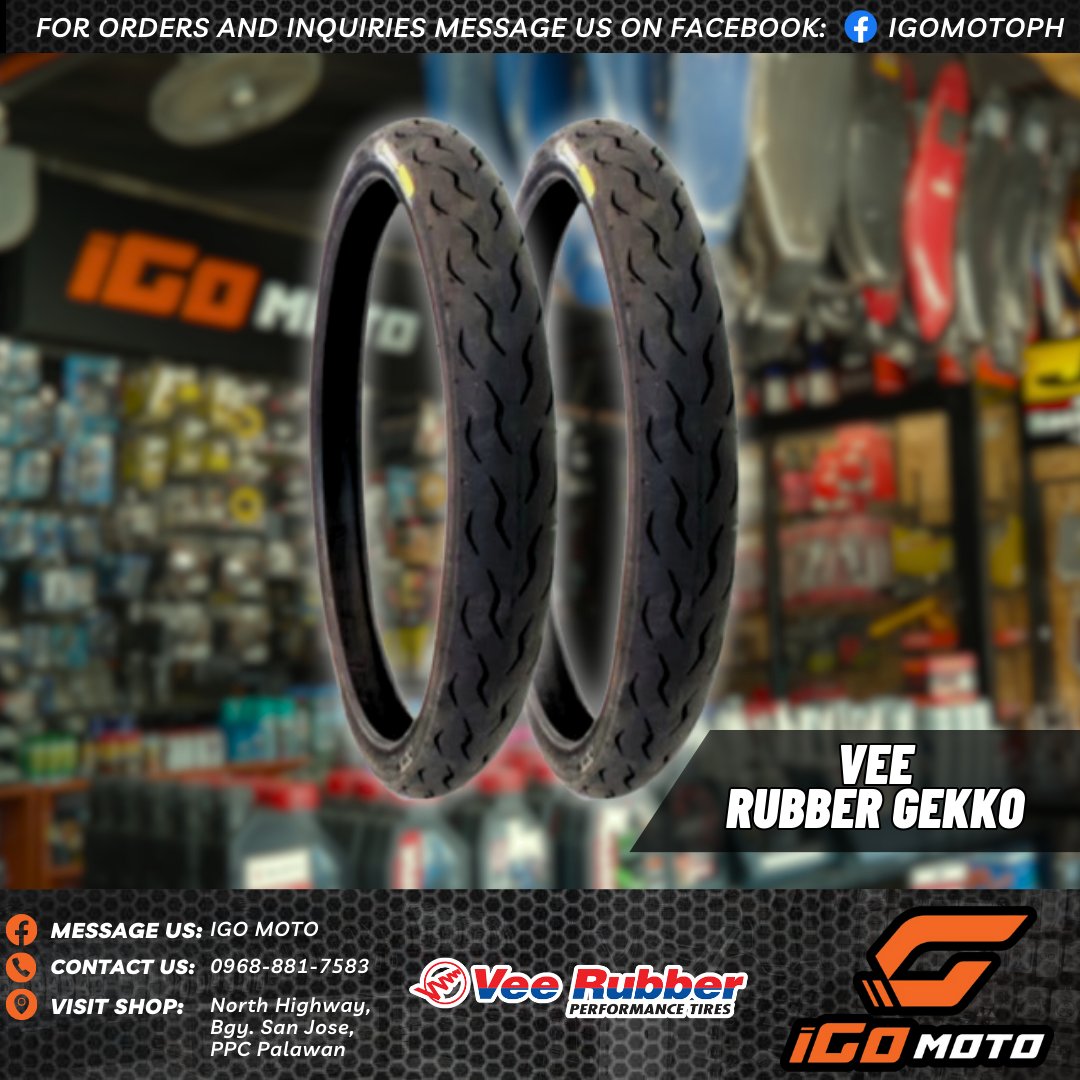 FOR ORDERS AND INQUIRIES MESSAGE US ON FACEBOOK: IGOMOTOPH
iGO MOTO
VEE
RUBBER GEKKO
MESSAGE US: IGO MOTO
CONTACT US: 0968-881-7583
VISIT SHOP: North Highway,
Bgy. San Jose,
PPC Palawan
Vee Rubber
PERFORMANCE TIRES
iGO MOTO